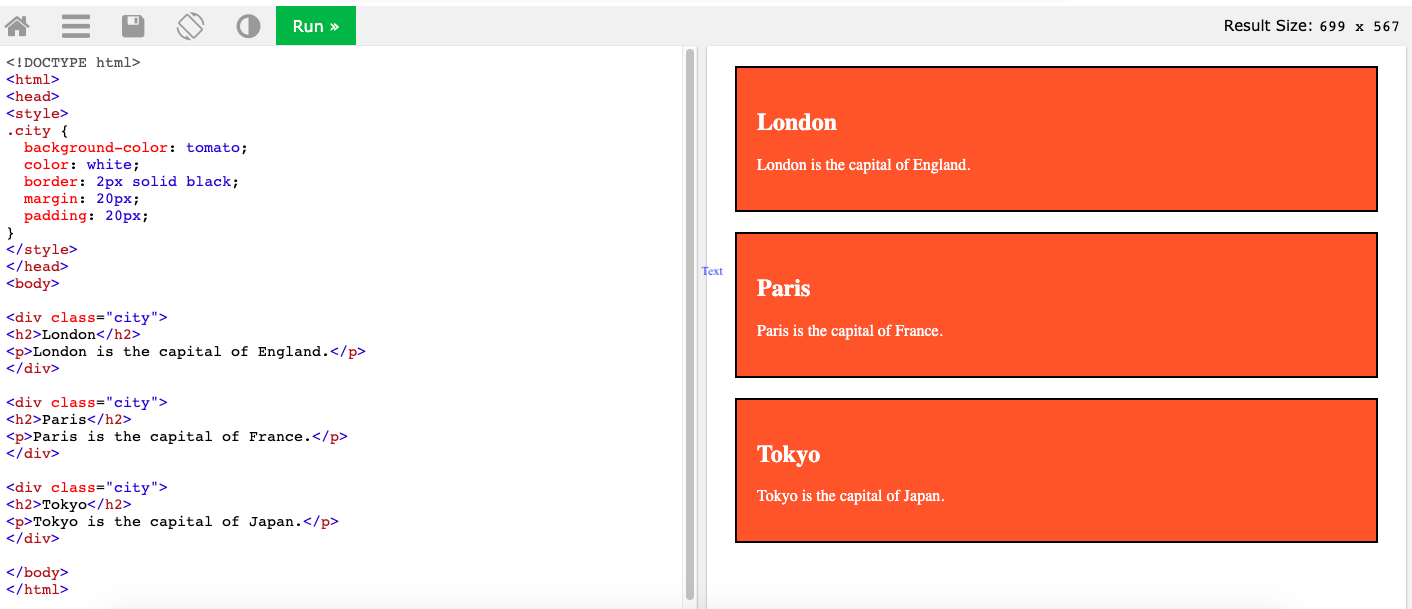 Run »
Result Size: 699 x 567
<!DOCTYPE html>
<html>
<head>
<style>
.city {
  background-color: tomato;
  color: white;
  border: 2px solid black;
  margin: 20px;
  padding: 20px;
}
</style>
</head>
<body>

<div class="city">
<h2>London</h2>
<p>London is the capital of England.</p>
</div>

<div class="city">
<h2>Paris</h2>
<p>Paris is the capital of France.</p>
</div>

<div class="city">
<h2>Tokyo</h2>
<p>Tokyo is the capital of Japan.</p>
</div>

</body>
</html>
Text
London
London is the capital of England.
Paris
Paris is the capital of France.
Tokyo
Tokyo is the capital of Japan.